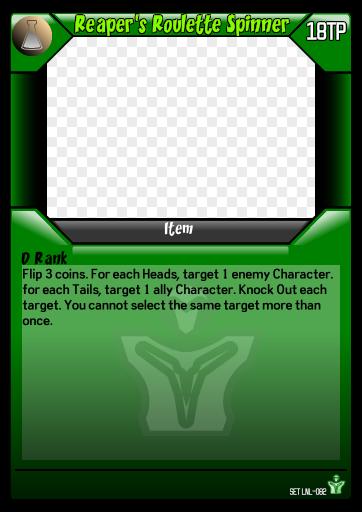 Reaper's Roulette Spinner
18TP
Item
D Rank
Flip 3 coins. For each Heads, target 1 enemy Character.
for each Tails, target 1 ally Character. Knock Out each
target. You cannot select the same target more than
once.
SET LNL-082